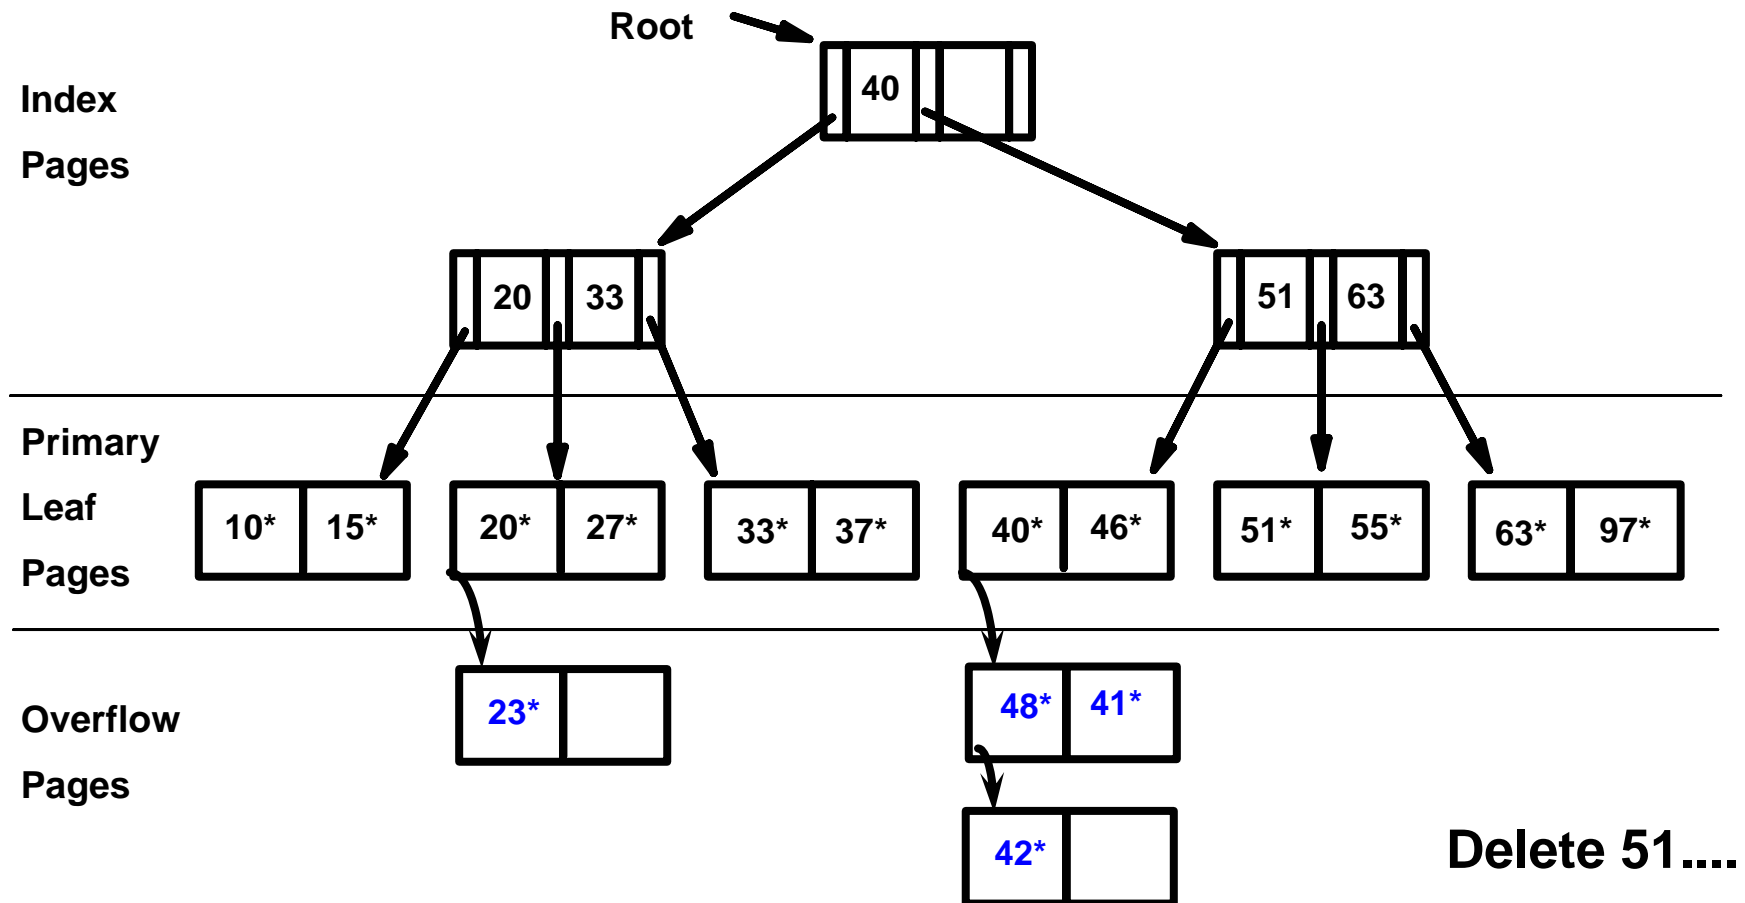 Root
Index
40
Pages
20 33
51 63
Primary
Leaf
10* 15* 20* 27* 33* 37* 40* 46* 51* 55* 63* 97*
Pages
Overflow
23*
48* 41*
Pages
42*
Delete 51....